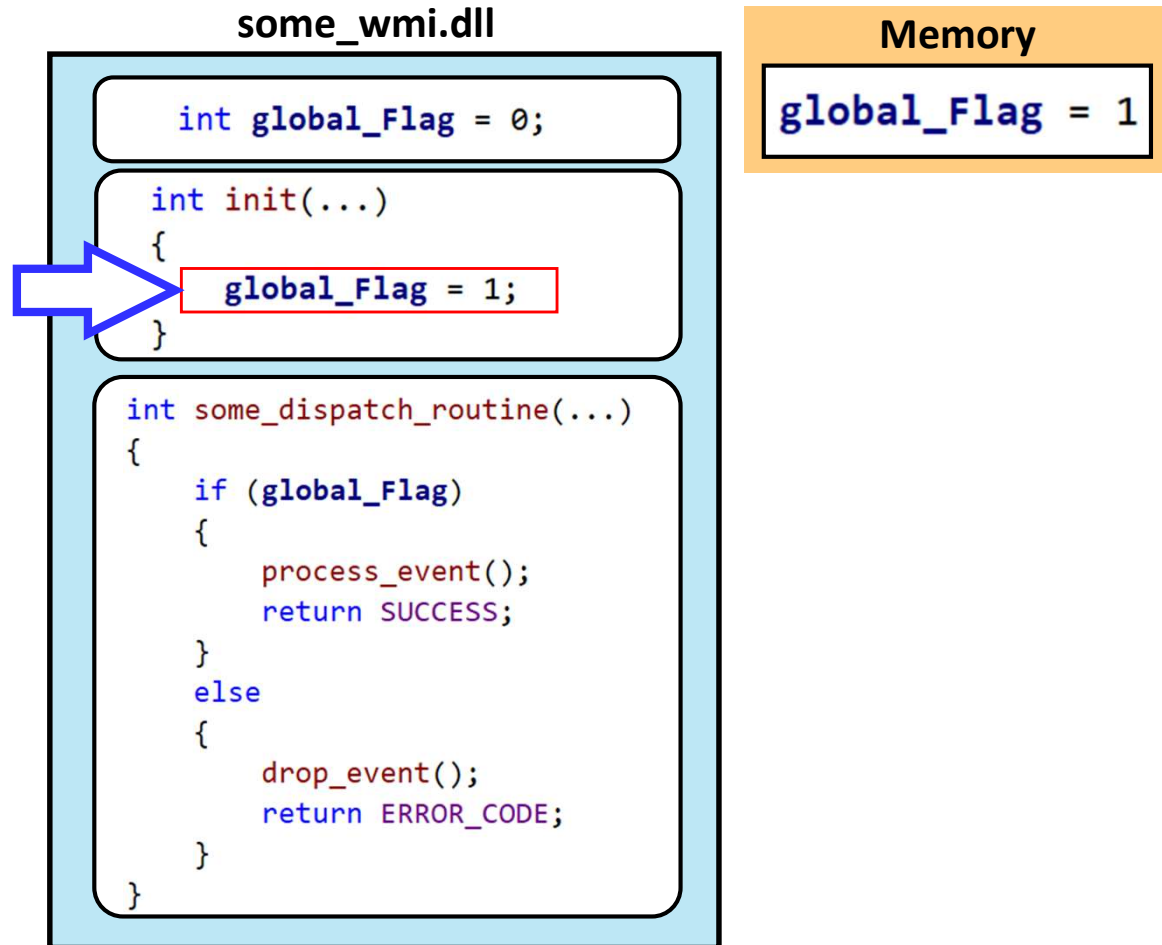 some_wmi.dll
int global_Flag = 0;
int init(...)
{
global_Flag = 1;
}
int some_dispatch_routine(...)
{
if (global_Flag)
{
process_event();
return SUCCESS;
}
else
{
drop_event();
return ERROR_CODE;
}
}
Memory
global_Flag = 1